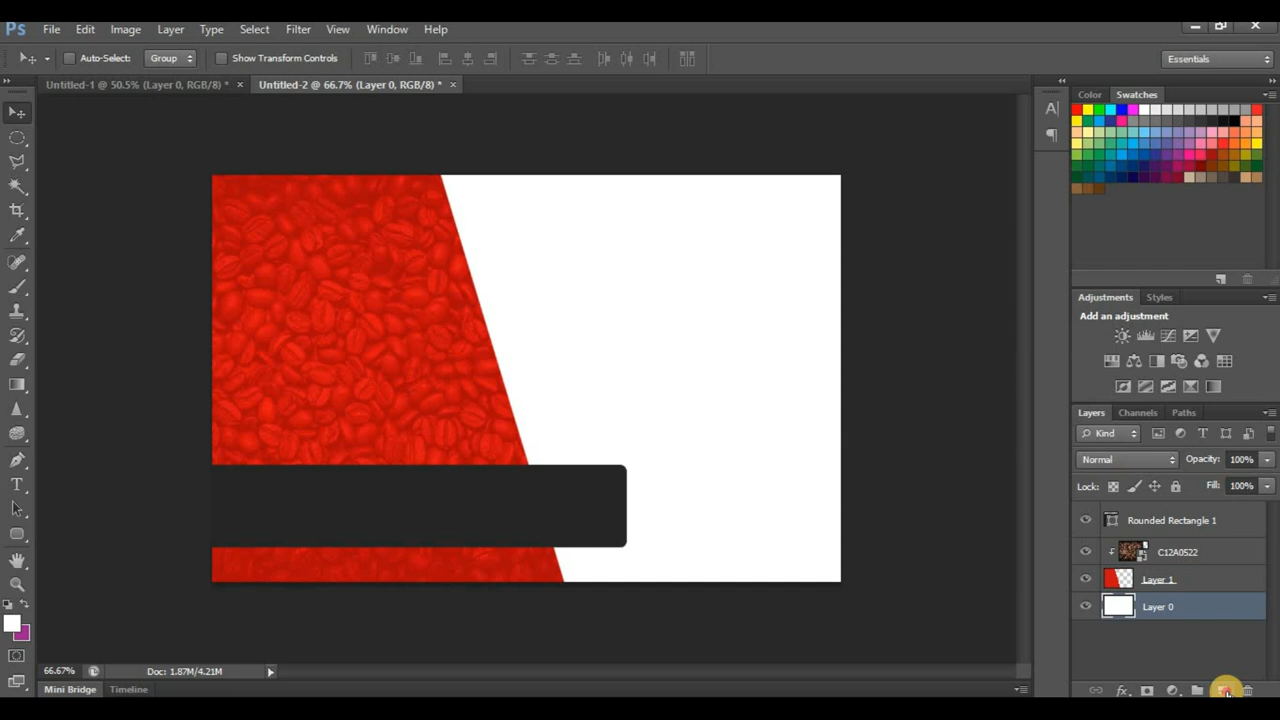 Ps File Edit Image Layer Type Select Filter View Window Help
Auto-Select: Group Show Transform Controls Essentials
Untitled-1 @ 50.5% (Layer 0, RGB/8) * × Untitled-2 @ 66.7% (Layer 0, RGB/8) * ×
Color Swatches
Adjustments Styles
Add an adjustment
Layers Channels Paths
Kind
Normal Opacity: 100%
Lock: Fill: 100%
Rounded Rectangle 1
C12A0522
Layer 1
Layer 0
66.67% Doc: 1.87M/4.21M
Mini Bridge Timeline